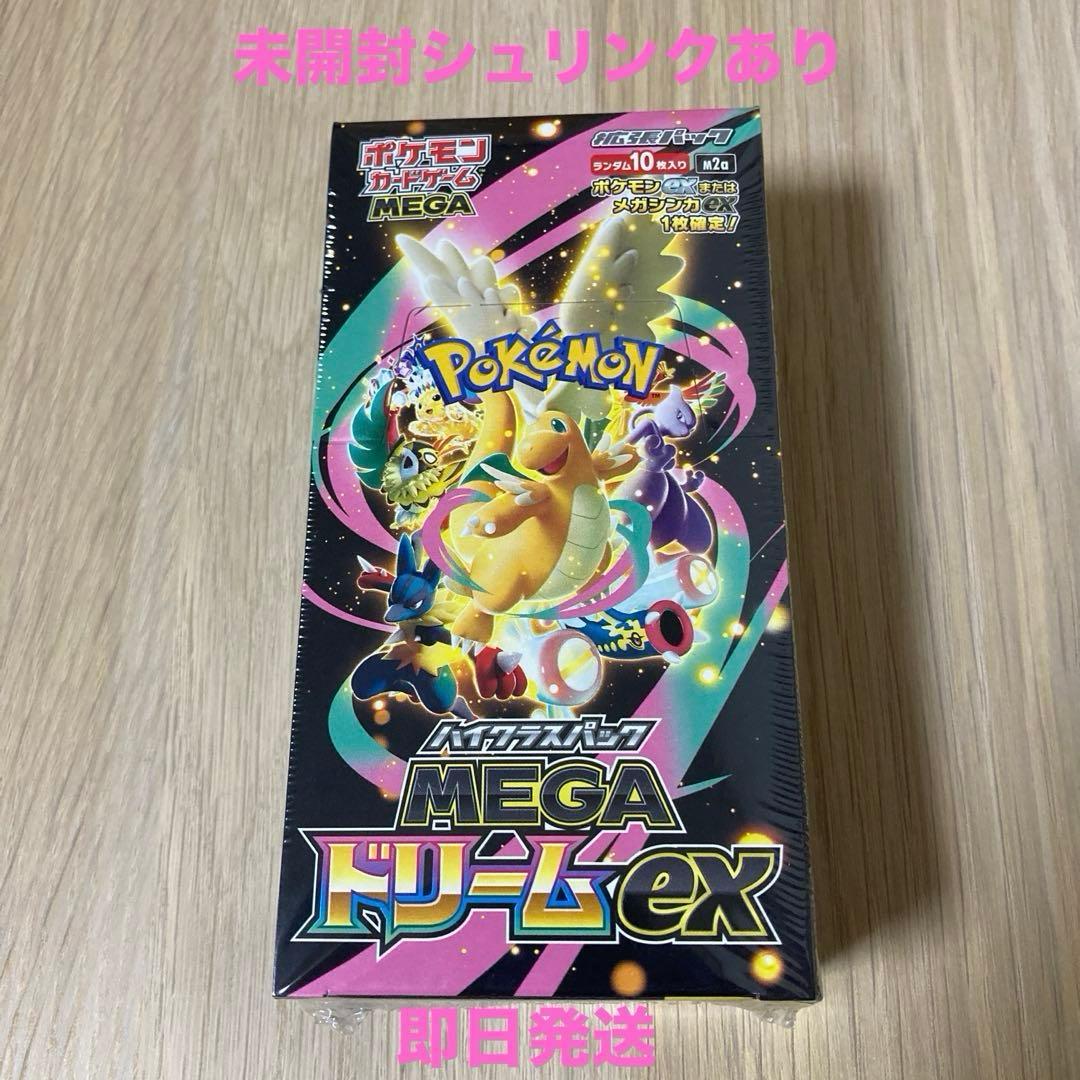 未開封シュリンクあり
ポケモン
カードゲーム
MEGA
拡張パック
ランダム10枚入り M2a
ポケモンexまたは
メガシンカex
1枚確定!
POKÉMON
TM
ハイクラスパック
MEGA
ドリームex
即日発送